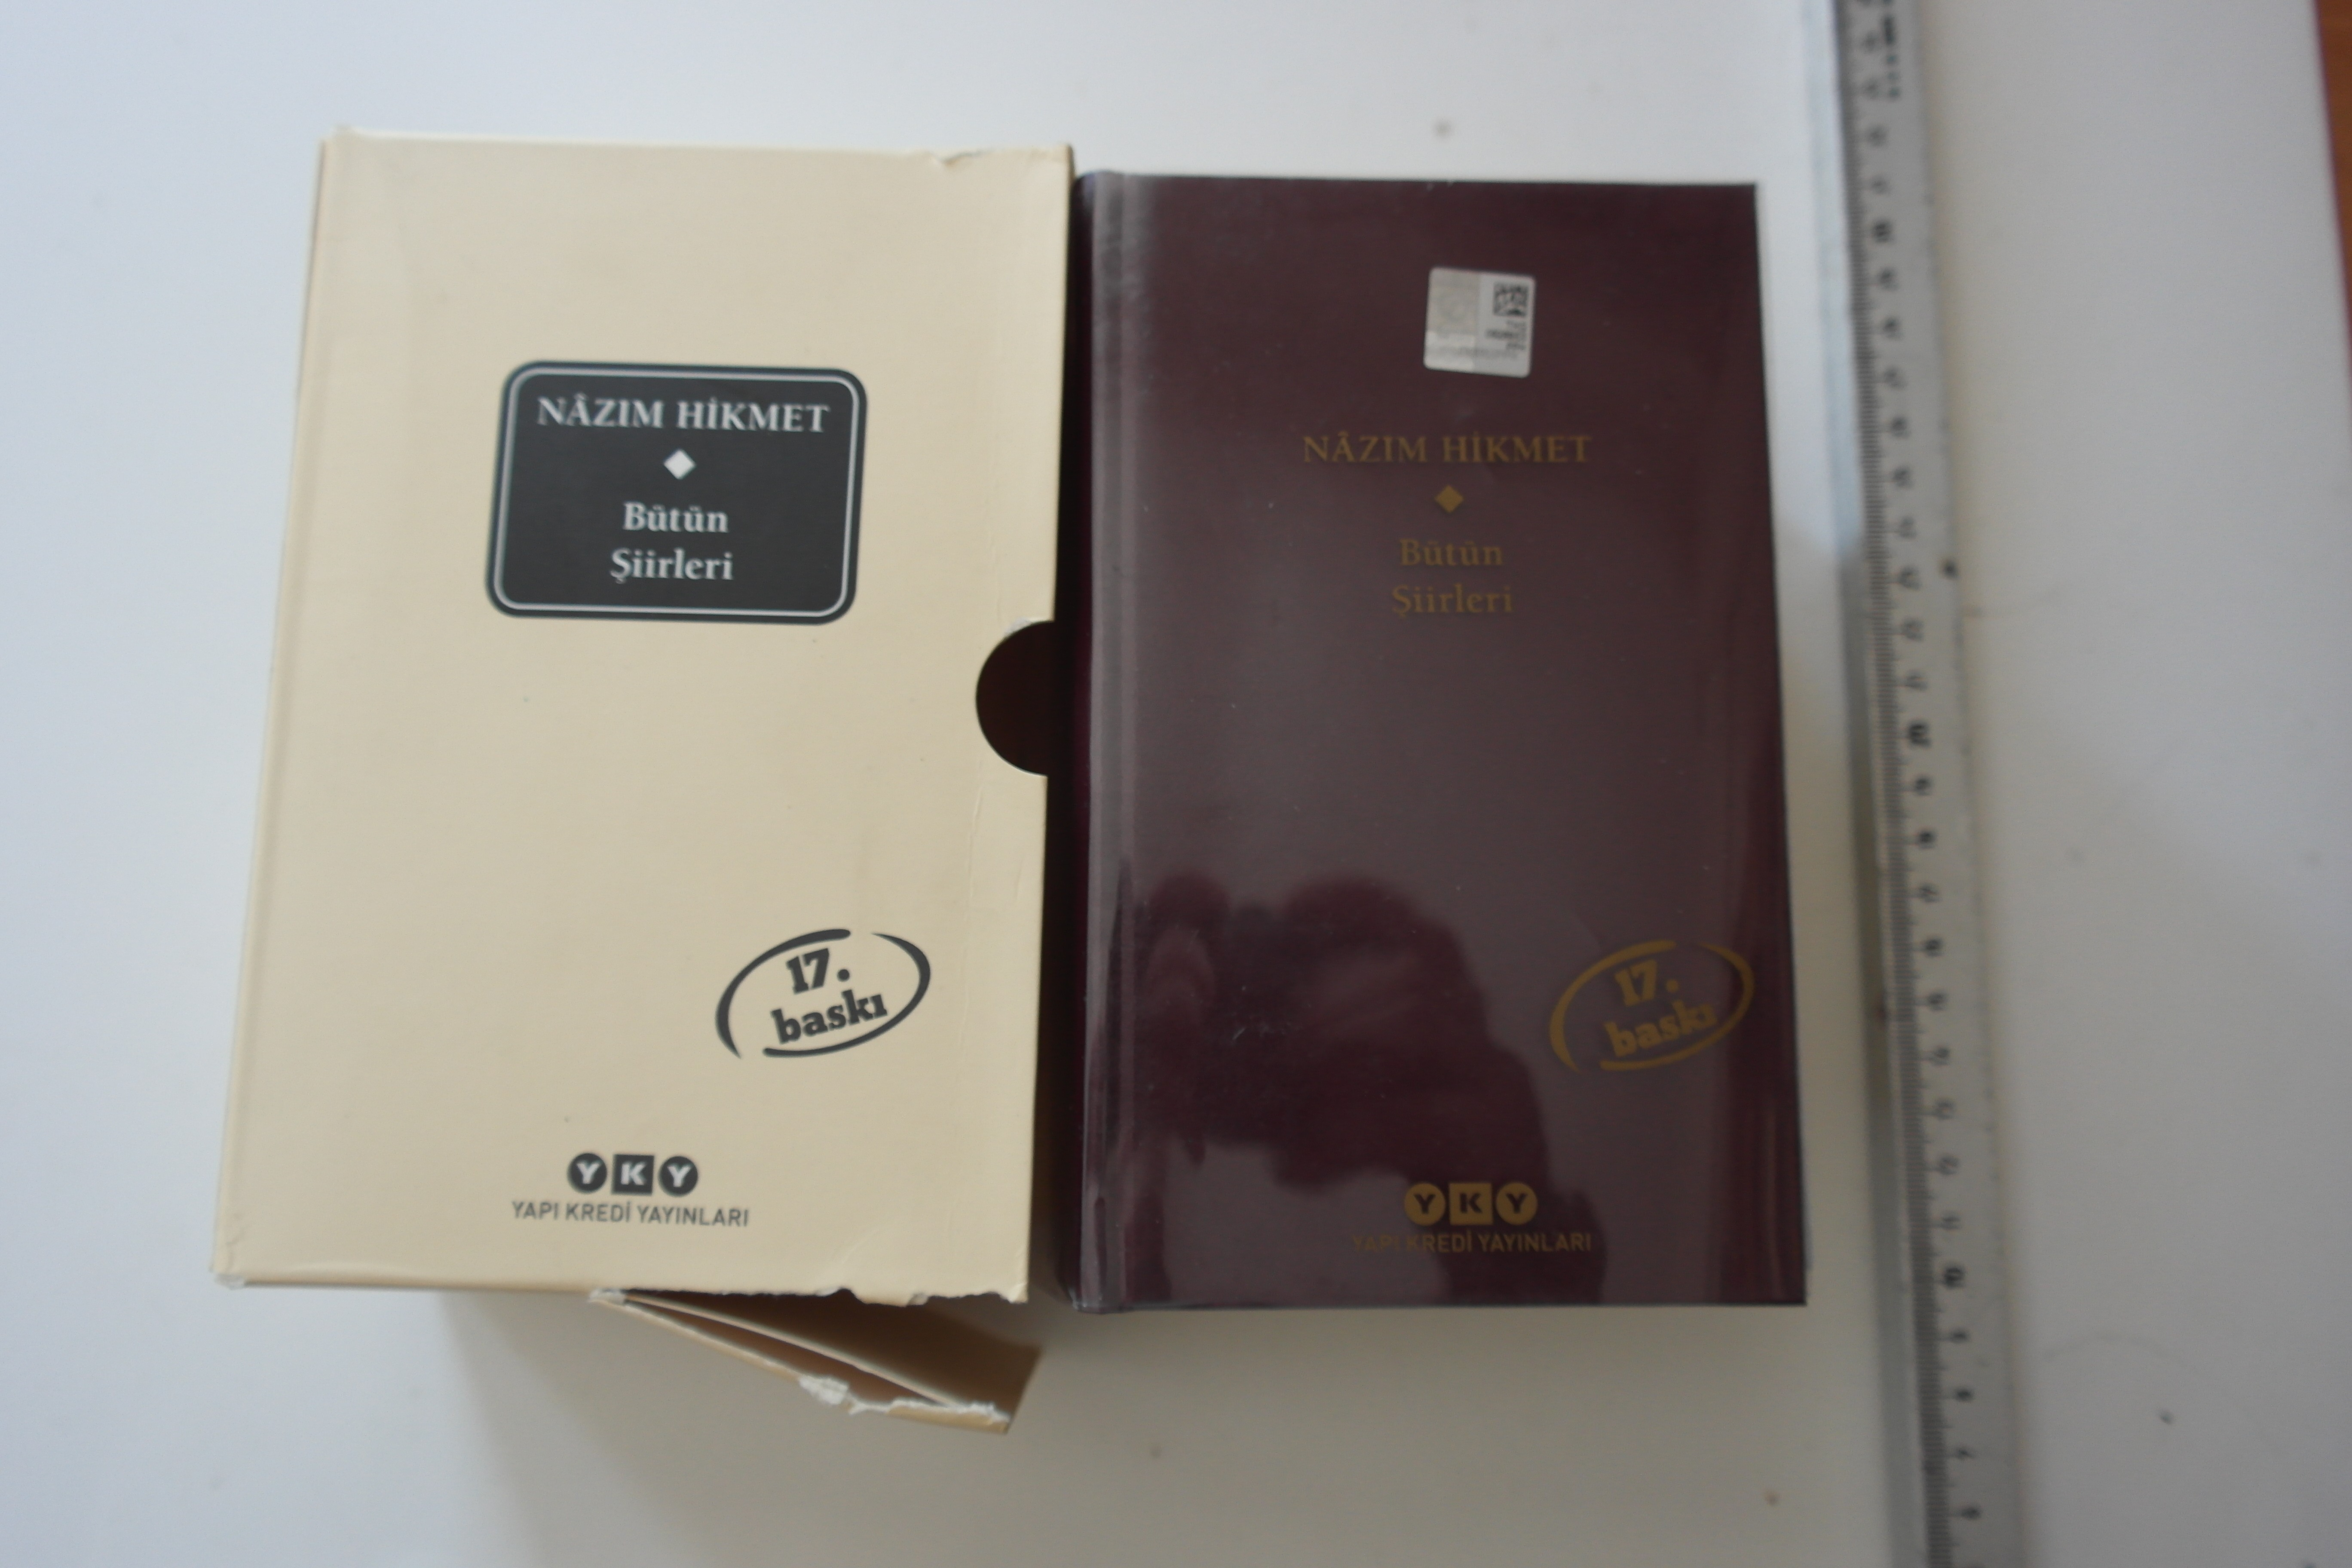 NÂZIM HİKMET
Bütün
Şiirleri
17.
baskı
YKY
YAPI KREDİ YAYINLARI
NÂZIM HİKMET
Bütün
Şiirleri
17.
baskı
YKY
YAPI KREDİ YAYINLARI